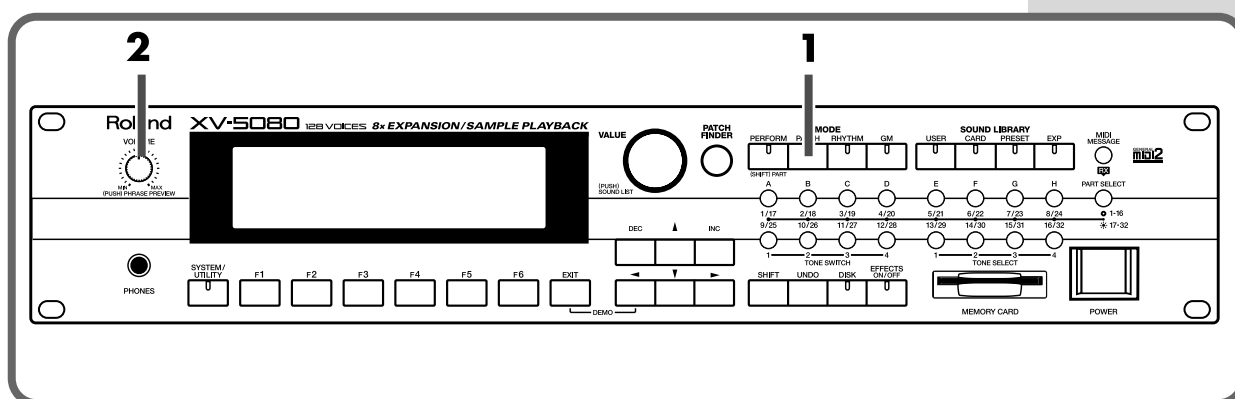 2
1
Roland
XV-5080 128 VOICES 8x EXPANSION/SAMPLE PLAYBACK
VOLUME
MIN MAX
(PUSH) PHRASE PREVIEW
PHONES
VALUE
(PUSH)
SOUND LIST
PATCH
FINDER
MODE
PERFORM PATCH RHYTHM GM
(SHIFT) PART
SOUND LIBRARY
USER CARD PRESET EXP
MIDI
MESSAGE
RX
GENERAL
MIDI2
A B C D E F G H PART SELECT
1/17 2/18 3/19 4/20 5/21 6/22 7/23 8/24 1-16
9/25 10/26 11/27 12/28 13/29 14/30 15/31 16/32 17-32
1 2 3 4 1 2 3 4
TONE SWITCH TONE SELECT
DEC INC
SYSTEM/
UTILITY
F1 F2 F3 F4 F5 F6 EXIT
DEMO
SHIFT UNDO DISK EFFECTS
ON/OFF
MEMORY CARD
POWER